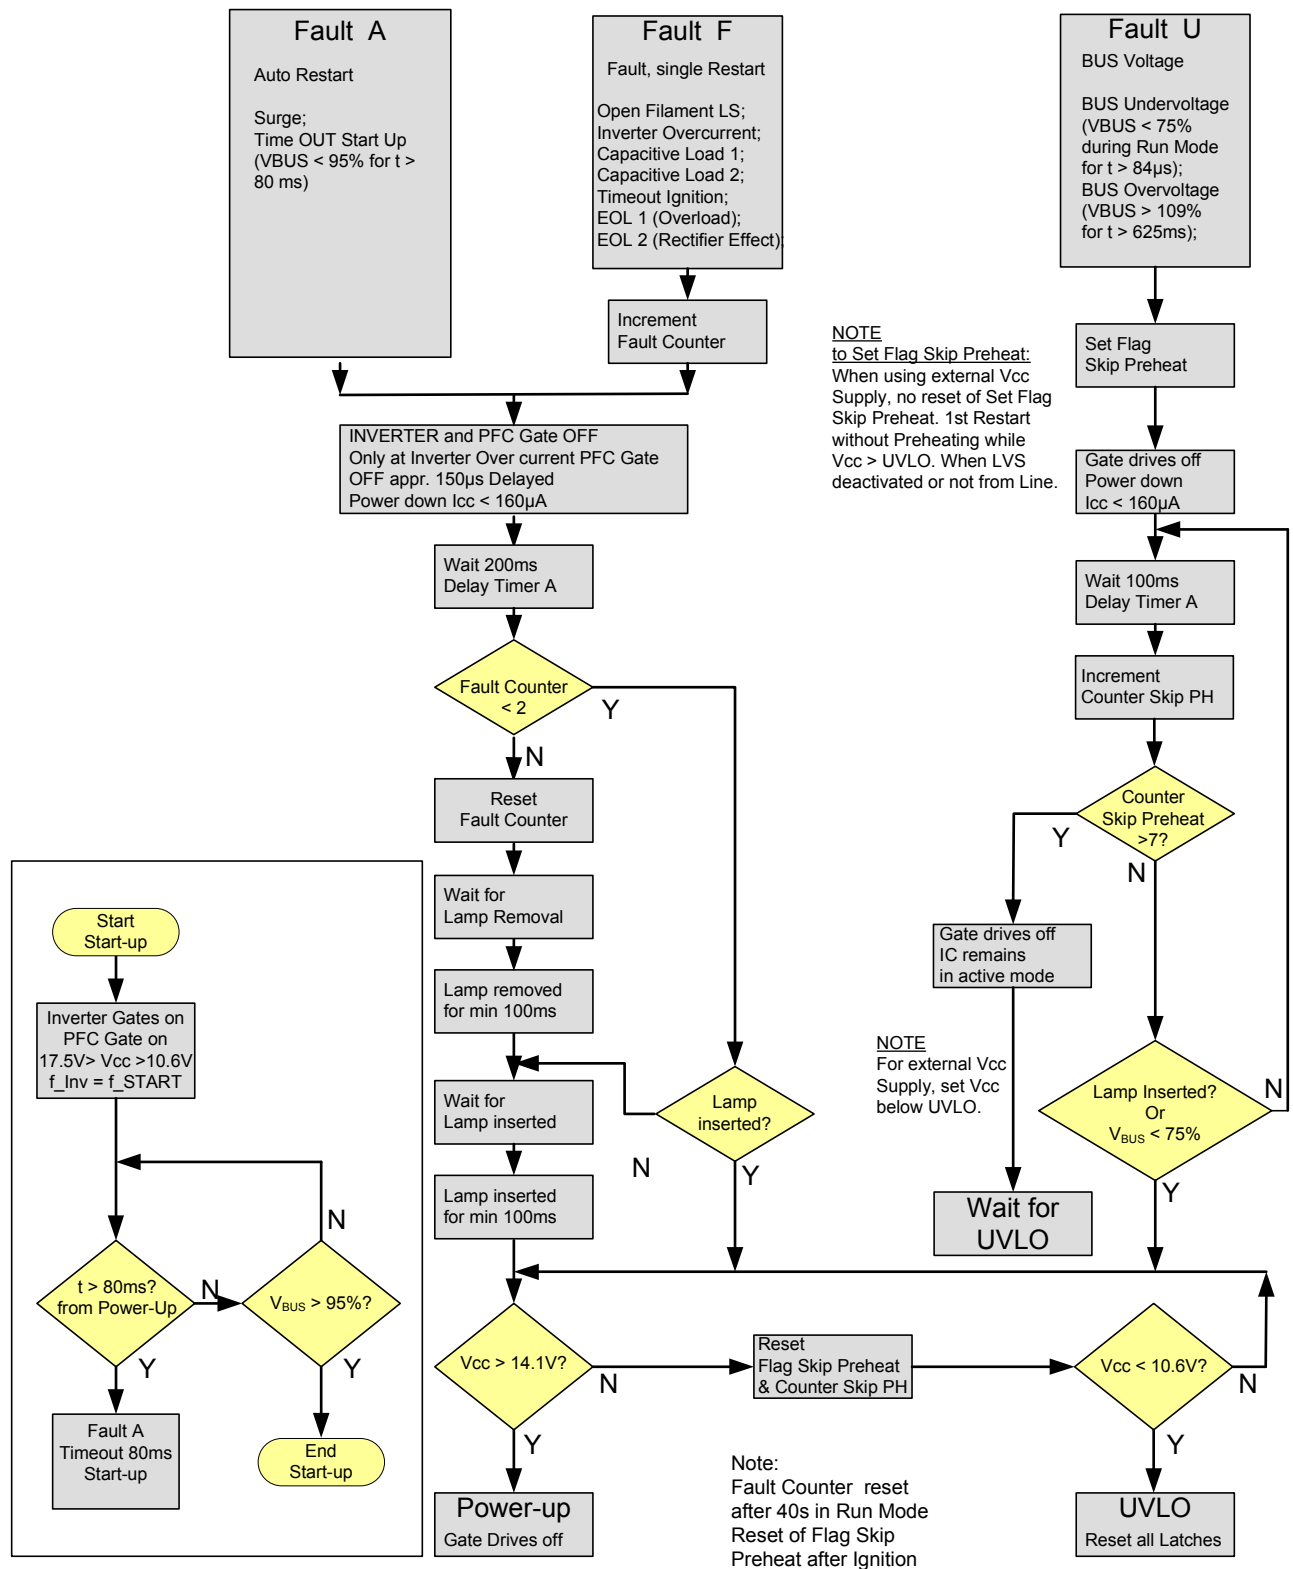 Fault A
Auto Restart
Surge;
Time OUT Start Up
(VBUS < 95% for t >
80 ms)
Fault F
Fault, single Restart
Open Filament LS;
Inverter Overcurrent;
Capacitive Load 1;
Capacitive Load 2;
Timeout Ignition;
EOL 1 (Overload);
EOL 2 (Rectifier Effect);
Fault U
BUS Voltage
BUS Undervoltage
(VBUS < 75%
during Run Mode
for t > 84µs);
BUS Overvoltage
(VBUS > 109%
for t > 625ms);
Increment
Fault Counter
NOTE
to Set Flag Skip Preheat:
When using external Vcc
Supply, no reset of Set Flag
Skip Preheat. 1st Restart
without Preheating while
Vcc > UVLO. When LVS
deactivated or not from Line.
Set Flag
Skip Preheat
INVERTER and PFC Gate OFF
Only at Inverter Over current PFC Gate
OFF appr. 150µs Delayed
Power down Icc < 160µA
Gate drives off
Power down
Icc < 160µA
Wait 200ms
Delay Timer A
Wait 100ms
Delay Timer A
Fault Counter
< 2
Y
N
Increment
Counter Skip PH
Reset
Fault Counter
Counter
Skip Preheat
>7?
Y
N
Wait for
Lamp Removal
Gate drives off
IC remains
in active mode
Lamp removed
for min 100ms
NOTE
For external Vcc
Supply, set Vcc
below UVLO.
Wait for
Lamp inserted
Lamp
inserted?
N
Y
Lamp Inserted?
Or
VBUS < 75%
N
Y
Lamp inserted
for min 100ms
Wait for
UVLO
Start
Start-up
Inverter Gates on
PFC Gate on
17.5V> Vcc >10.6V
f_Inv = f_START
t > 80ms?
from Power-Up
N
Y
VBUS > 95%?
N
Y
Fault A
Timeout 80ms
Start-up
End
Start-up
Vcc > 14.1V?
N
Y
Reset
Flag Skip Preheat
& Counter Skip PH
Vcc < 10.6V?
N
Y
Power-up
Gate Drives off
Note:
Fault Counter reset
after 40s in Run Mode
Reset of Flag Skip
Preheat after Ignition
UVLO
Reset all Latches